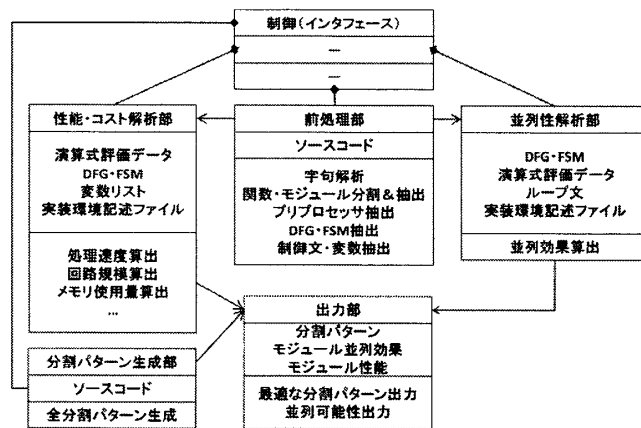 制御(インタフェース)
―
―
性能・コスト解析部
演算式評価データ
DFG・FSM
変数リスト
実装環境記述ファイル
処理速度算出
回路規模算出
メモリ使用量算出
...
前処理部
ソースコード
字句解析
関数・モジュール分割&抽出
プリプロセッサ抽出
DFG・FSM抽出
制御文・変数抽出
並列性解析部
DFG・FSM
演算式評価データ
ループ文
実装環境記述ファイル
並列効果算出
分割パターン生成部
ソースコード
全分割パターン生成
出力部
分割パターン
モジュール並列効果
モジュール性能
最適な分割パターン出力
並列可能性出力